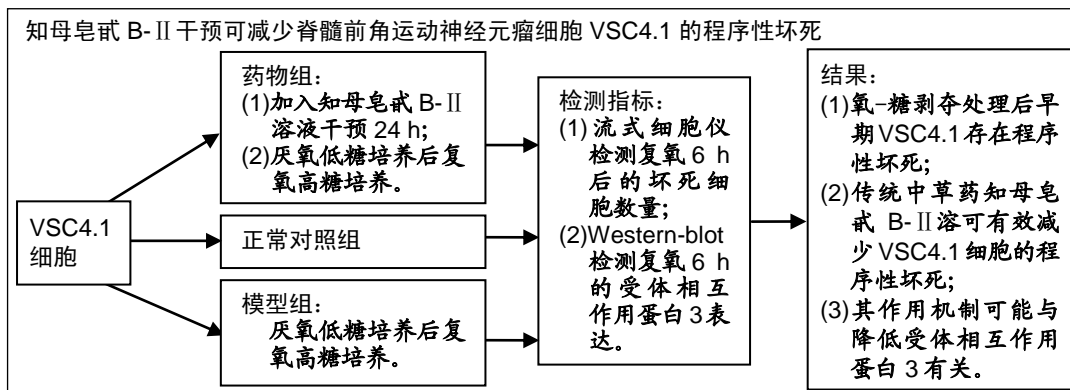 知母皂甙 B-Ⅱ干预可减少脊髓前角运动神经元瘤细胞 VSC4.1 的程序性坏死
VSC4.1
细胞
药物组：
(1)加入知母皂甙 B-Ⅱ
溶液干预 24 h；
(2)厌氧低糖培养后复
氧高糖培养。
正常对照组
模型组：
厌氧低糖培养后复
氧高糖培养。
检测指标：
(1) 流式细胞仪
检测复氧 6 h
后的坏死细
胞数量；
(2)Western-blot
检测复氧 6 h
的受体相互
作用蛋白 3 表
达。
结果：
(1)氧-糖剥夺处理后早
期 VSC4.1 存在程序
性坏死；
(2)传统中草药知母皂
甙 B-Ⅱ溶可有效减
少 VSC4.1 细胞的程
序性坏死；
(3)其作用机制可能与
降低受体相互作用
蛋白 3 有关。